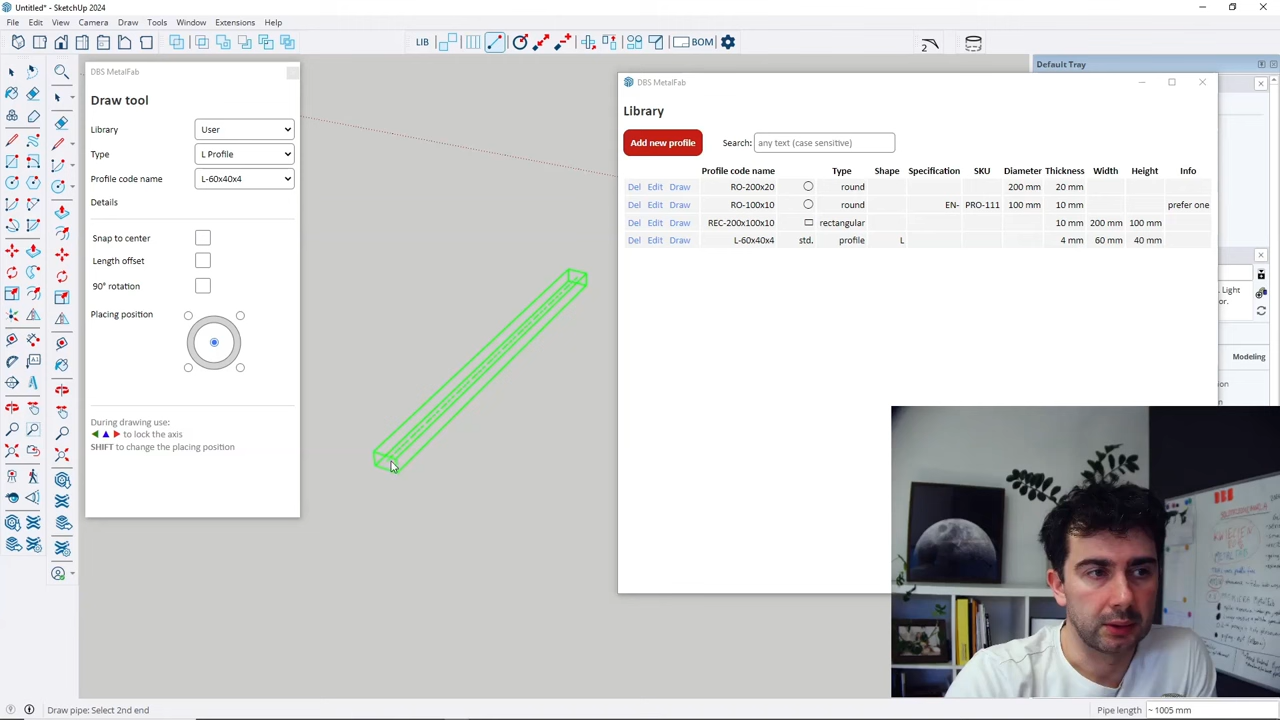 Untitled* - SketchUp 2024
File Edit View Camera Draw Tools Window Extensions Help
LIB BOM 2
DBS MetalFab
Draw tool
Library User
Type L Profile
Profile code name L-60x40x4
Details
Snap to center
Length offset
90° rotation
Placing position
During drawing use:
to lock the axis
SHIFT to change the placing position
DBS MetalFab
Library
Add new profile Search: any text (case sensitive)
Profile code name Type Shape Specification SKU Diameter Thickness Width Height Info
Del Edit Draw RO-200x20 round 200 mm 20 mm
Del Edit Draw RO-100x10 round EN- PRO-111 100 mm 10 mm prefer one
Del Edit Draw REC-200x100x10 rectangular 10 mm 200 mm 100 mm
Del Edit Draw L-60x40x4 std. profile L 4 mm 60 mm 40 mm
Default Tray
Light
or.
Modeling
Draw pipe: Select 2nd end
Pipe length ~ 1005 mm